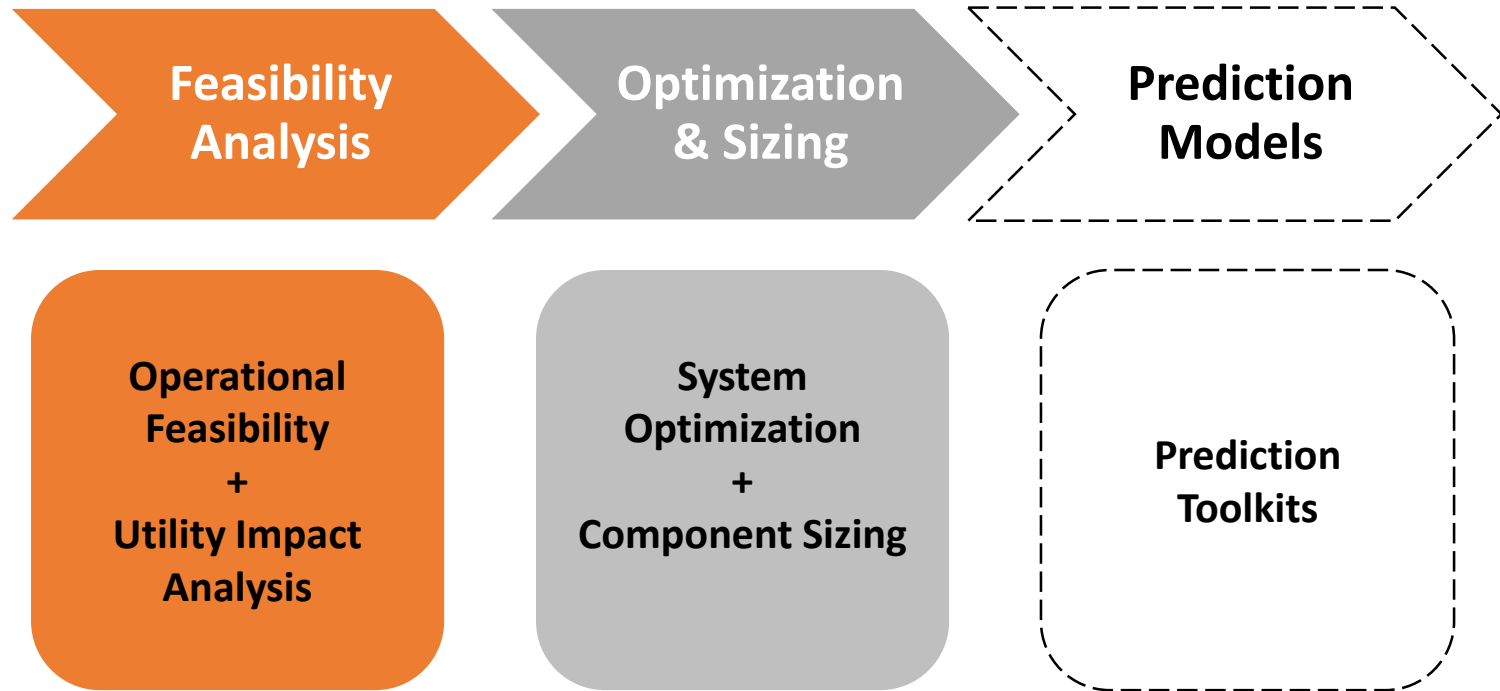 Feasibility
Analysis
Optimization
& Sizing
Prediction
Models
Operational
Feasibility
+
Utility Impact
Analysis
System
Optimization
+
Component Sizing
Prediction
Toolkits